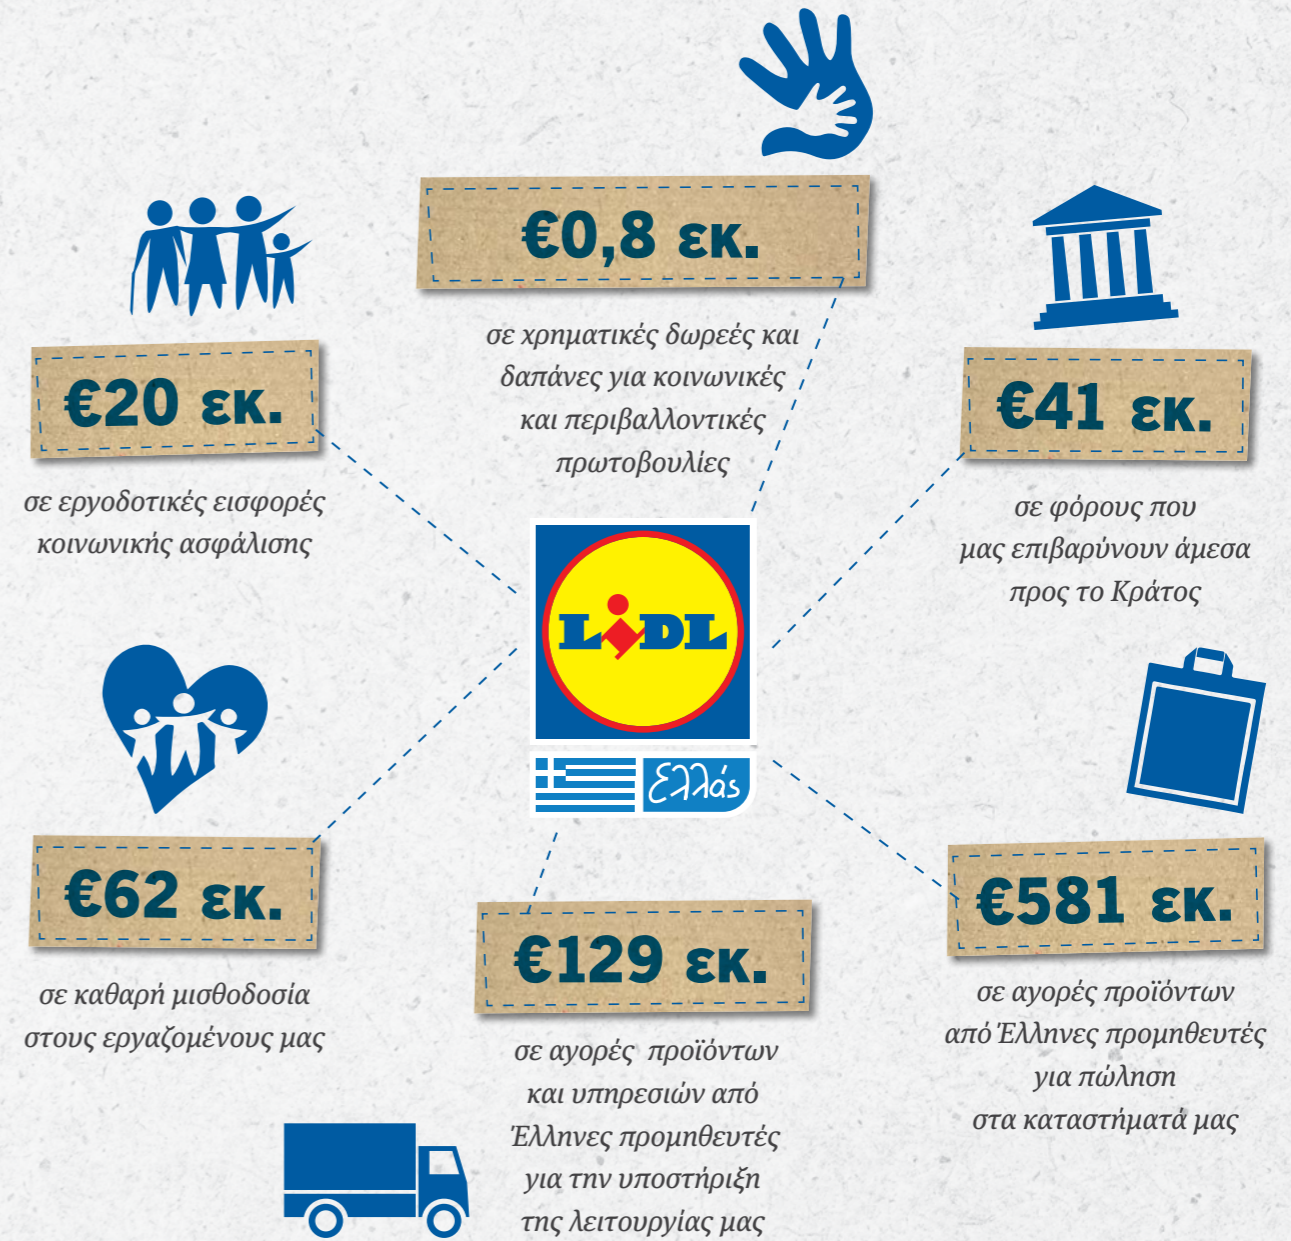 €0,8 εκ.
σε χρηματικές δωρεές και
δαπάνες για κοινωνικές
και περιβαλλοντικές
πρωτοβουλίες
€20 εκ.
σε εργοδοτικές εισφορές
κοινωνικής ασφάλισης
€41 εκ.
σε φόρους που
μας επιβαρύνουν άμεσα
προς το Κράτος
LIDL
Ελλάς
€62 εκ.
σε καθαρή μισθοδοσία
στους εργαζομένους μας
€129 εκ.
σε αγορές προϊόντων
και υπηρεσιών από
Έλληνες προμηθευτές
για την υποστήριξη
της λειτουργίας μας
€581 εκ.
σε αγορές προϊόντων
από Έλληνες προμηθευτές
για πώληση
στα καταστήματά μας